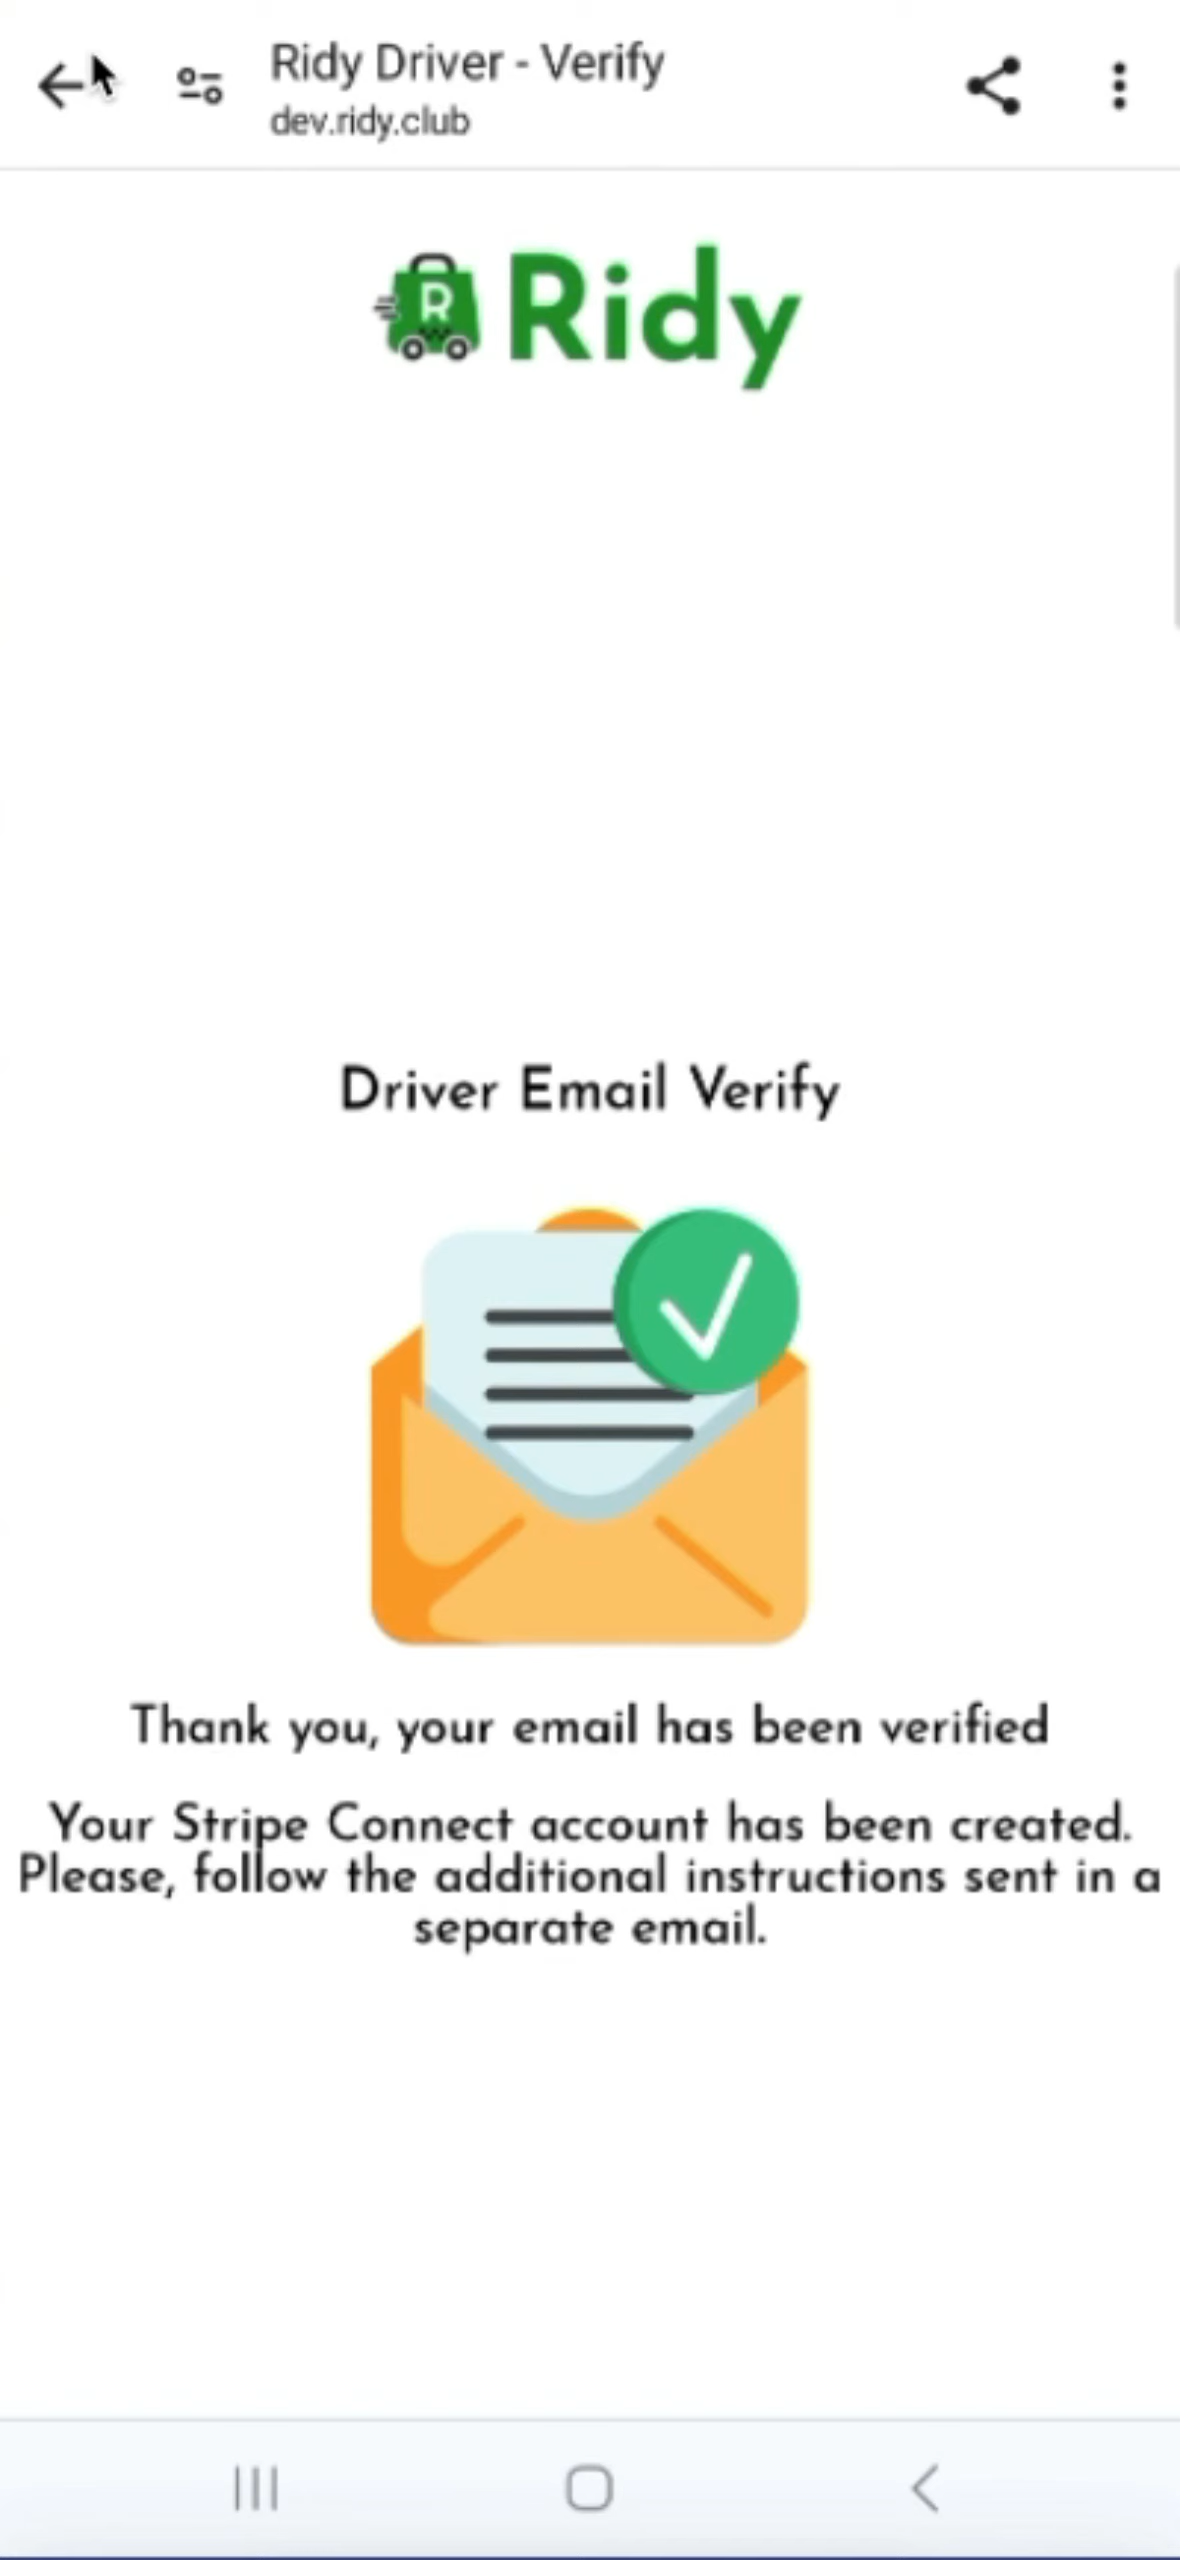 Ridy Driver - Verify
dev.ridy.club
R
Ridy
Driver Email Verify
Thank you, your email has been verified
Your Stripe Connect account has been created.
Please, follow the additional instructions sent in a
separate email.